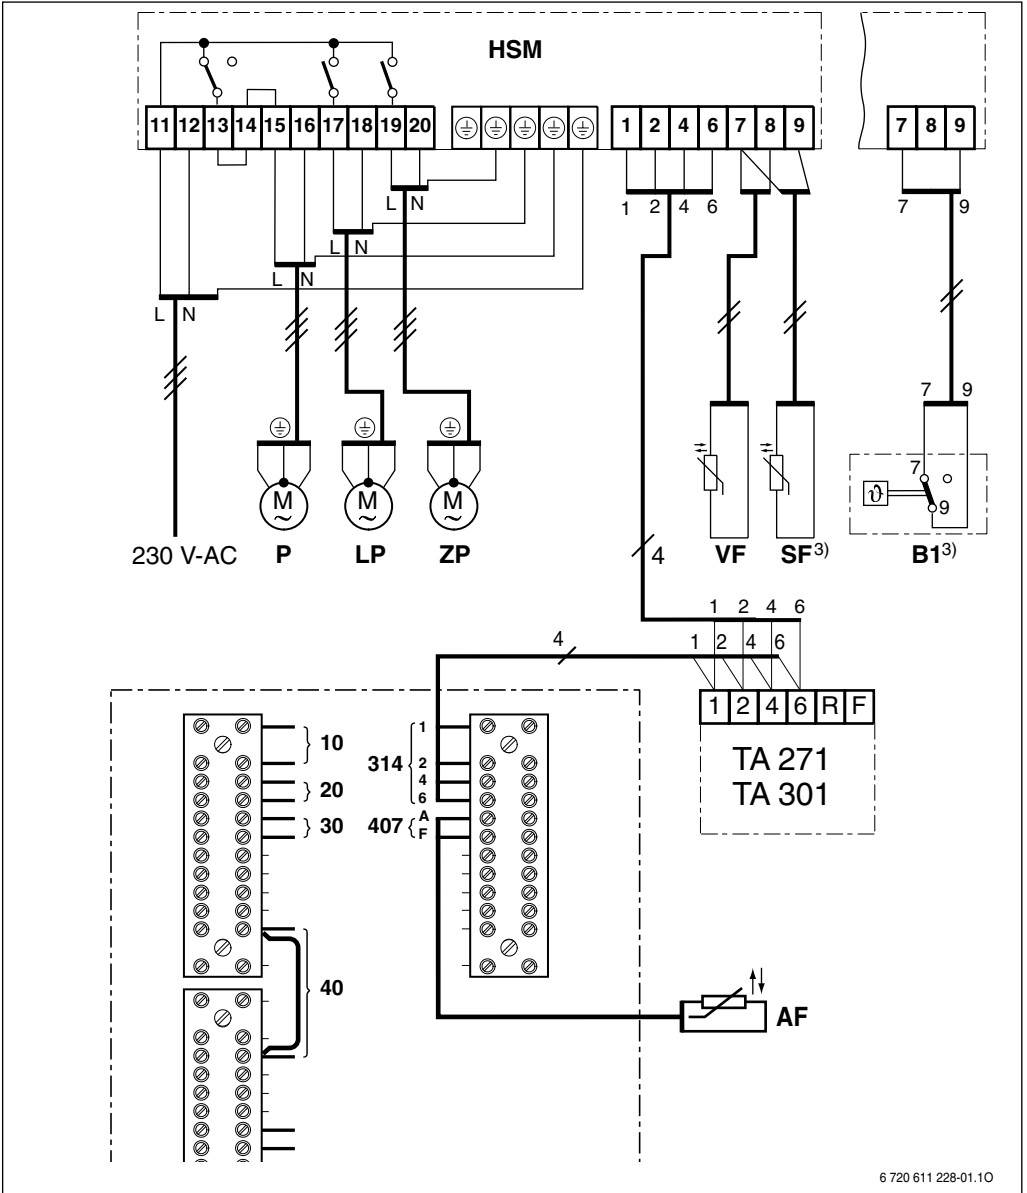 HSM
11 12 13 14 15 16 17 18 19 20
1 2 4 6 7 8 9
7 8 9
1 2 4 6
7 9
L N
L N
L N
L N
7 9
7
ϑ
9
M
~
M
~
M
~
230 V-AC P LP ZP
4
VF SF3) B13)
1 2 4 6
4
1 2 4 6
1 2 4 6 R F
TA 271
TA 301
10
20
30
40
314
1
2
4
6
407
A
F
AF
6 720 611 228-01.1O